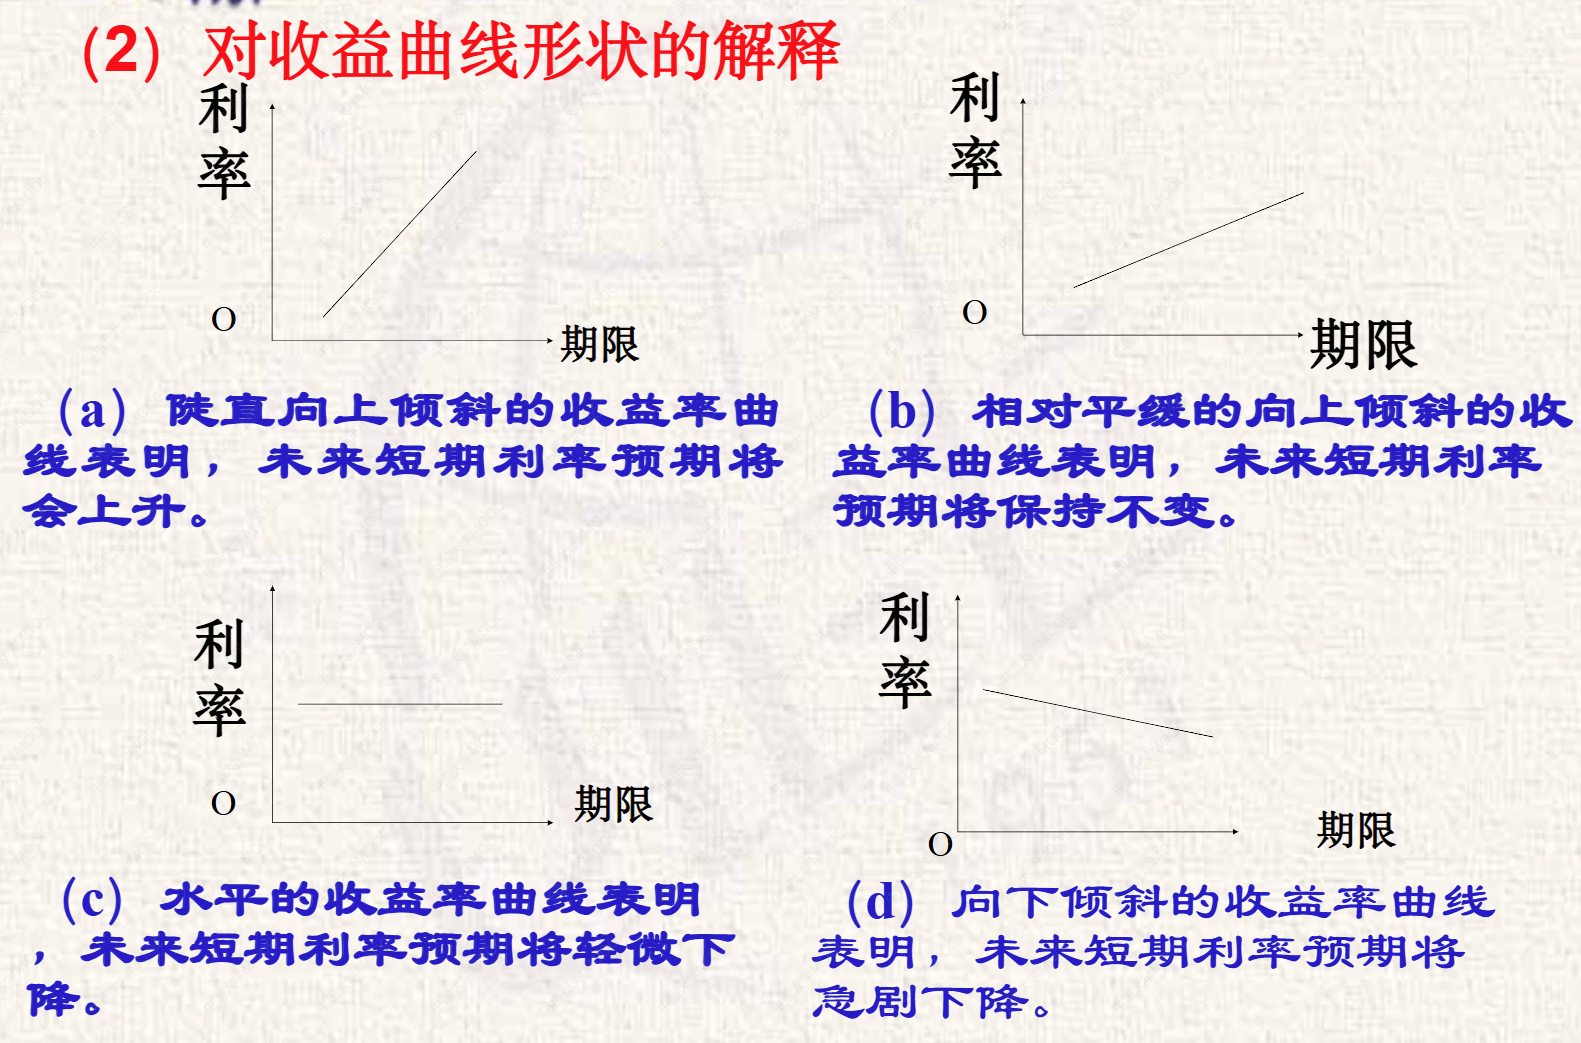 （2）对收益曲线形状的解释
利
率
O
期限
（a）陡直向上倾斜的收益率曲
线表明，未来短期利率预期将
会上升。
利
率
O
期限
（b）相对平缓的向上倾斜的收
益率曲线表明，未来短期利率
预期将保持不变。
利
率
O
期限
（c）水平的收益率曲线表明
，未来短期利率预期将轻微下
降。
利
率
O
期限
（d）向下倾斜的收益率曲线
表明，未来短期利率预期将
急剧下降。